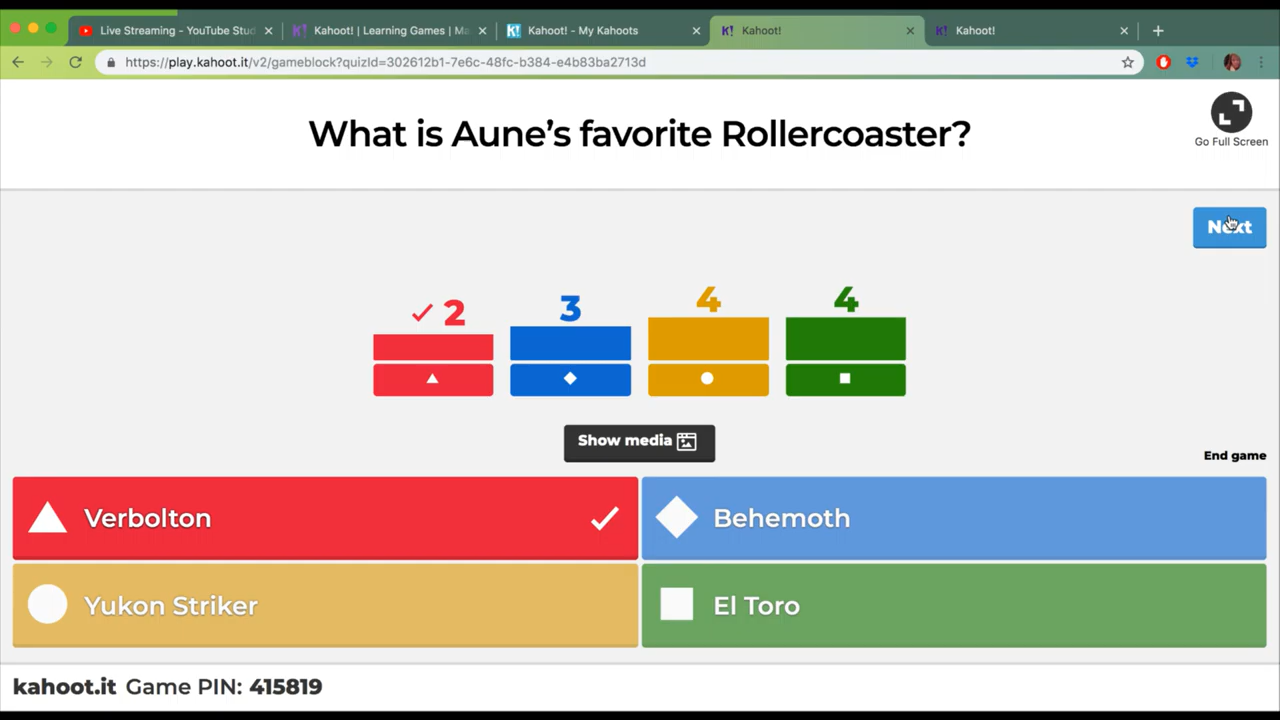 Live Streaming - YouTube Stud
K! Kahoot! | Learning Games | Ma
K! Kahoot! - My Kahoots
K! Kahoot!
K! Kahoot!
https://play.kahoot.it/v2/gameblock?quizId=302612b1-7e6c-48fc-b384-e4b83ba2713d
What is Aune’s favorite Rollercoaster?
Go Full Screen
Next
2
3
4
4
Show media
End game
Verbolton
Behemoth
Yukon Striker
El Toro
kahoot.it Game PIN: 415819